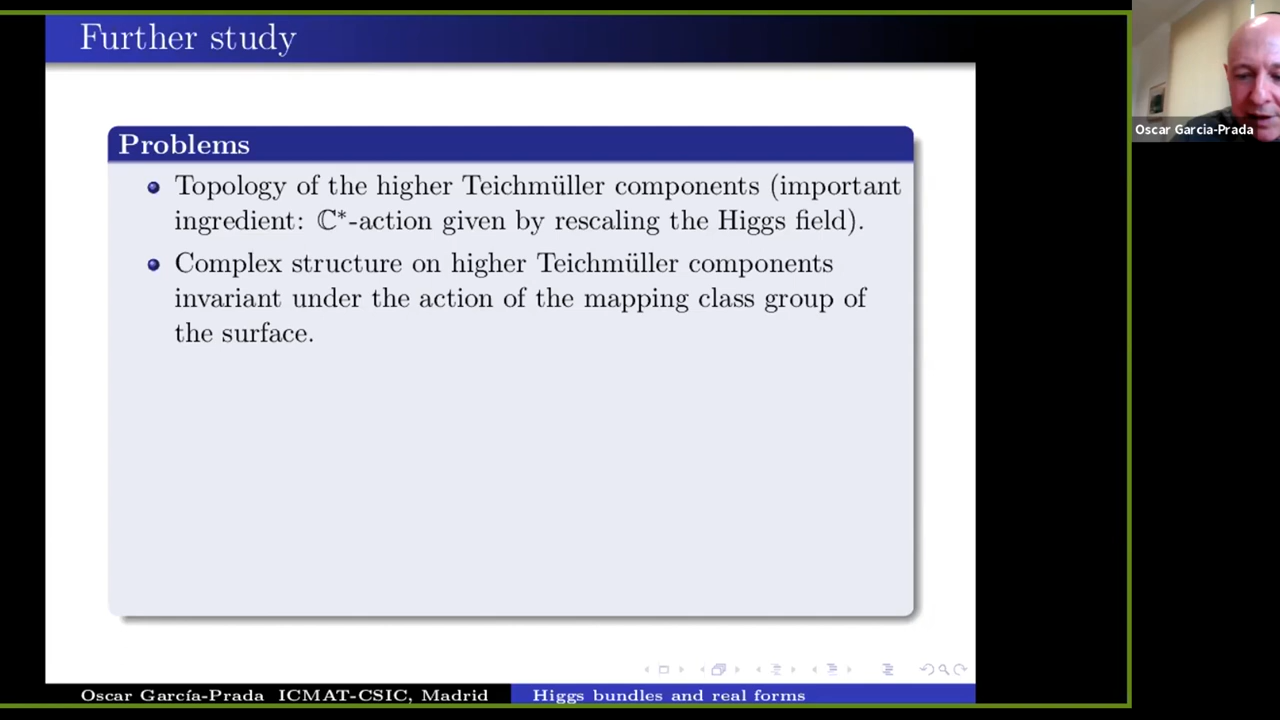 Further study
Problems
Topology of the higher Teichmüller components (important
ingredient: ℂ*-action given by rescaling the Higgs field).
Complex structure on higher Teichmüller components
invariant under the action of the mapping class group of
the surface.
Oscar Garcia-Prada
Oscar García-Prada ICMAT-CSIC, Madrid
Higgs bundles and real forms